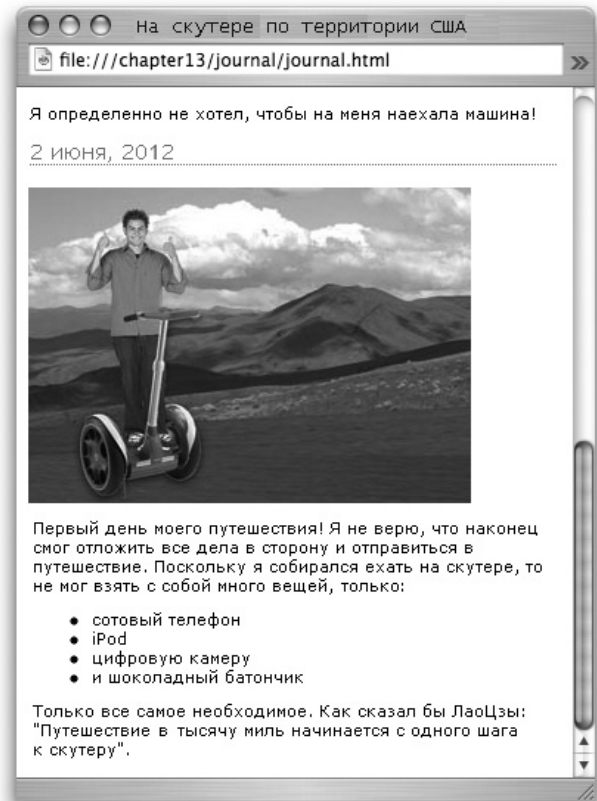 На скутере по территории США
file:///chapter13/journal/journal.html
»
Я определенно не хотел, чтобы на меня наехала машина!
2 июня, 2012
Первый день моего путешествия! Я не верю, что наконец
смог отложить все дела в сторону и отправиться в
путешествие. Поскольку я собирался ехать на скутере, то
не мог взять с собой много вещей, только:
• сотовый телефон
• iPod
• цифровую камеру
• и шоколадный батончик
Только все самое необходимое. Как сказал бы ЛаоЦзы:
"Путешествие в тысячу миль начинается с одного шага
к скутеру".